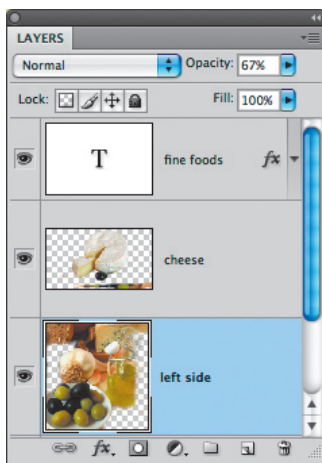 LAYERS
Normal Opacity: 67%
Lock: Fill: 100%
T fine foods fx
cheese
left side
fx.